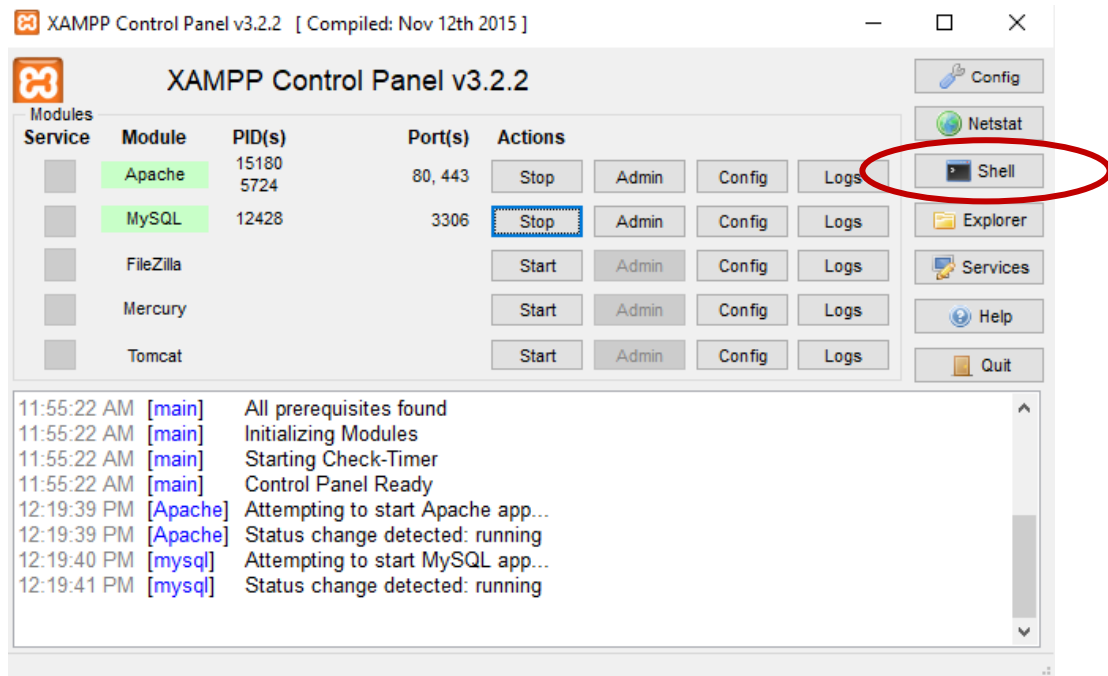 XAMPP Control Panel v3.2.2 [ Compiled: Nov 12th 2015 ]
XAMPP Control Panel v3.2.2
Config
Modules
Netstat
Service Module PID(s) Port(s) Actions
Shell
Apache 15180 5724 80, 443 Stop Admin Config Logs
MySQL 12428 3306 Stop Admin Config Logs
Explorer
FileZilla Start Admin Config Logs
Services
Mercury Start Admin Config Logs
Help
Tomcat Start Admin Config Logs
Quit
11:55:22 AM [main] All prerequisites found
11:55:22 AM [main] Initializing Modules
11:55:22 AM [main] Starting Check-Timer
11:55:22 AM [main] Control Panel Ready
12:19:39 PM [Apache] Attempting to start Apache app...
12:19:39 PM [Apache] Status change detected: running
12:19:40 PM [mysql] Attempting to start MySQL app...
12:19:41 PM [mysql] Status change detected: running